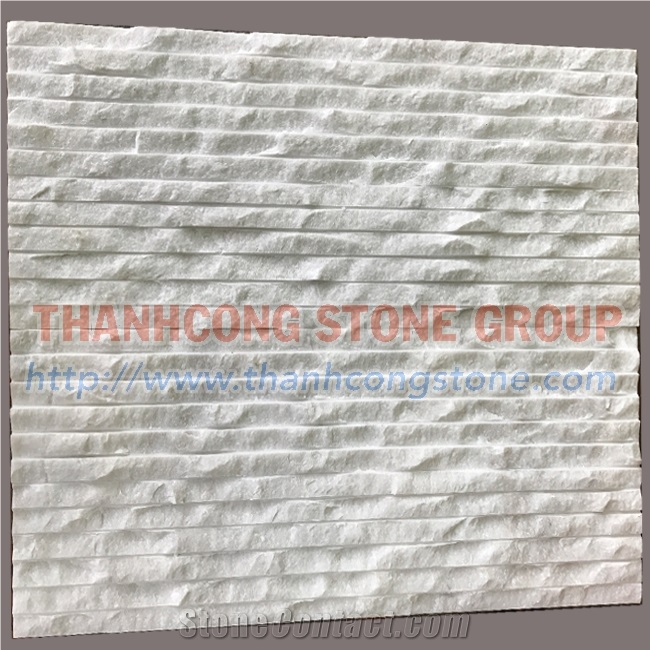 THANHCONG STONE GROUP
http://www.thanhcongstone.com
StoneContact.com